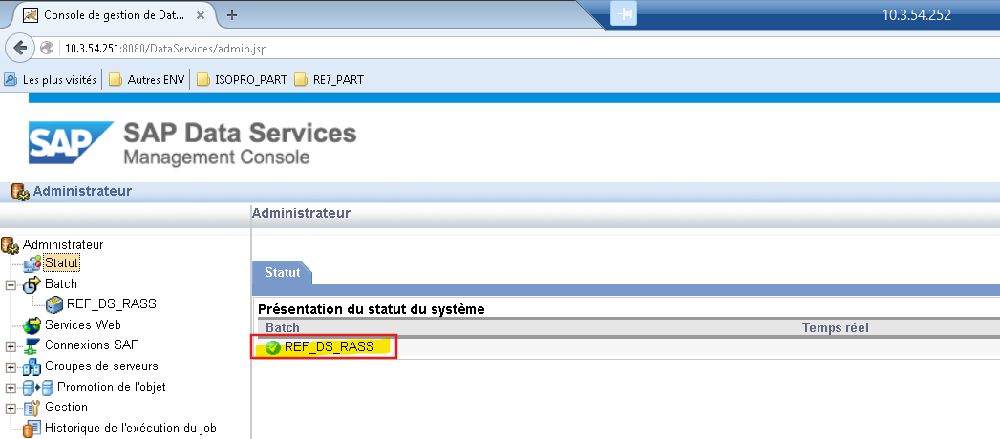 Console de gestion de Dat...
10.3.54.252
10.3.54.251:8080/DataServices/admin.jsp
Les plus visités
Autres ENV
ISOPRO_PART
RE7_PART
SAP
SAP Data Services
Management Console
Administrateur
Administrateur
Administrateur
Statut
Batch
REF_DS_RASS
Services Web
Connexions SAP
Groupes de serveurs
Promotion de l'objet
Gestion
Historique de l'exécution du job
Statut
Présentation du statut du système
Batch Temps réel
REF_DS_RASS